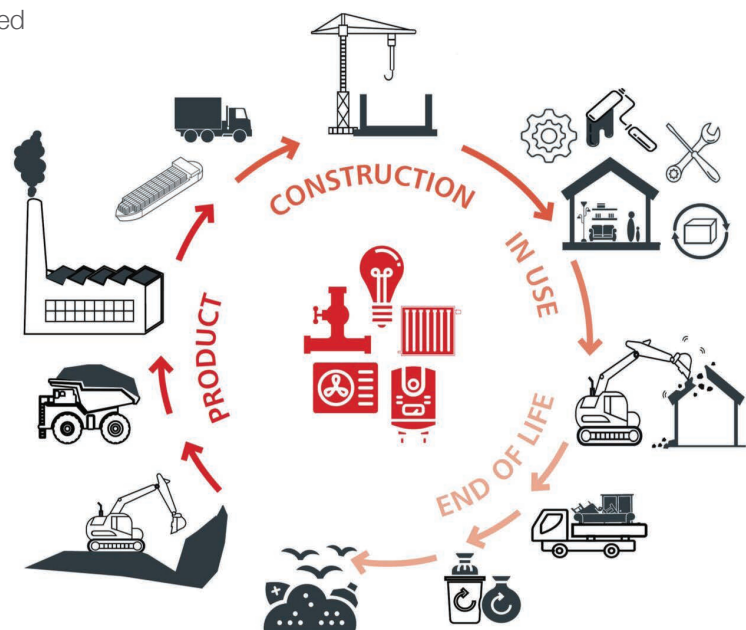 ed
CONSTRUCTION
IN USE
PRODUCT
END OF LIFE